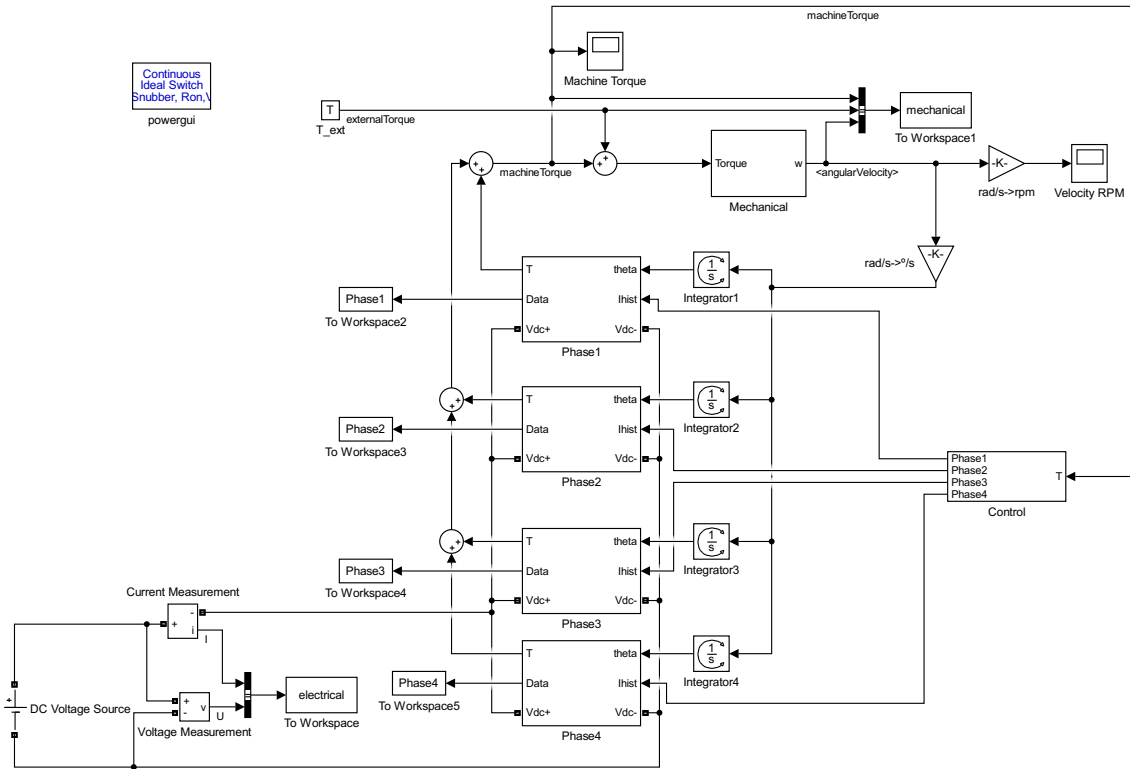 machineTorque
Continuous
Ideal Switch
Snubber, Ron,V
powergui
Machine Torque
T
externalTorque
T_ext
mechanical
To Workspace1
+
+
machineTorque
+
+
Torque
w
Mechanical
<angularVelocity>
-K-
rad/s->rpm
Velocity RPM
-K-
rad/s->º/s
T
theta
1
s
Integrator1
Phase1
To Workspace2
Data
Ihist
Vdc+
Vdc-
Phase1
+
+
T
theta
1
s
Integrator2
Phase2
To Workspace3
Data
Ihist
Vdc+
Vdc-
Phase2
Phase1
Phase2
Phase3
Phase4
T
Control
+
+
T
theta
1
s
Integrator3
Phase3
To Workspace4
Data
Ihist
Vdc+
Vdc-
Phase3
Current Measurement
+
-
i
I
T
theta
1
s
Integrator4
Phase4
To Workspace5
Data
Ihist
Vdc+
Vdc-
Phase4
electrical
To Workspace
+
DC Voltage Source
+
-
v
U
Voltage Measurement